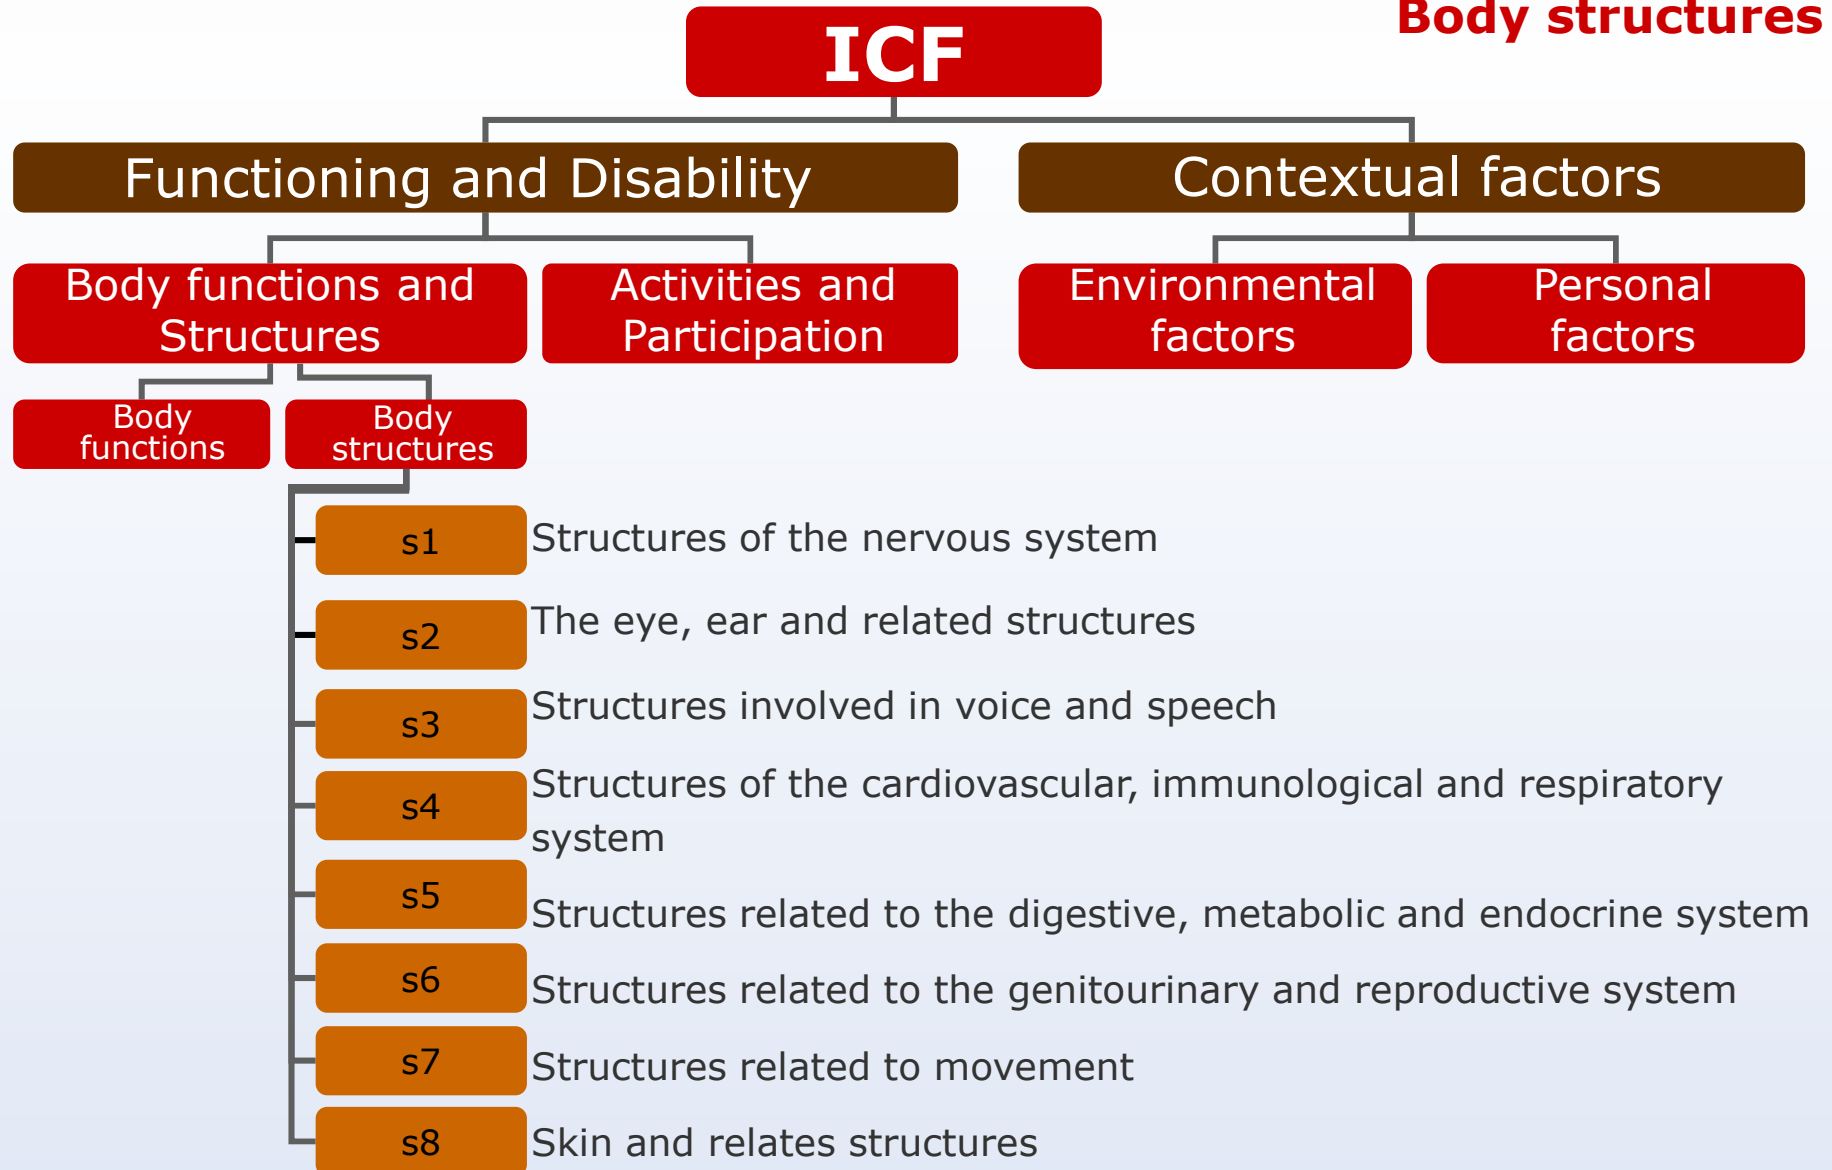 Body structures
ICF
Functioning and Disability
Contextual factors
Body functions and
Structures
Activities and
Participation
Environmental
factors
Personal
factors
Body
functions
Body
structures
s1
Structures of the nervous system
s2
The eye, ear and related structures
s3
Structures involved in voice and speech
s4
Structures of the cardiovascular, immunological and respiratory
system
s5
Structures related to the digestive, metabolic and endocrine system
s6
Structures related to the genitourinary and reproductive system
s7
Structures related to movement
s8
Skin and relates structures